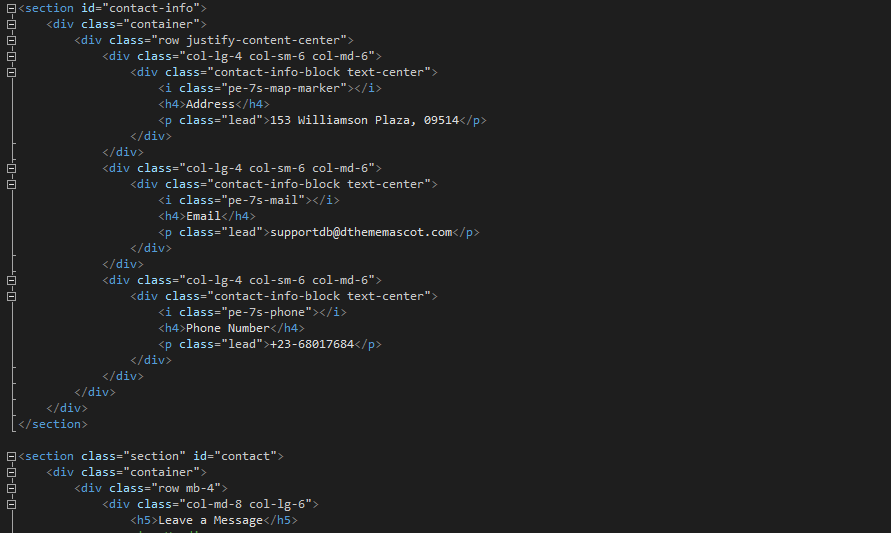 <section id="contact-info">
<div class="container">
<div class="row justify-content-center">
<div class="col-lg-4 col-sm-6 col-md-6">
<div class="contact-info-block text-center">
<i class="pe-7s-map-marker"></i>
<h4>Address</h4>
<p class="lead">153 Williamson Plaza, 09514</p>
</div>
</div>
<div class="col-lg-4 col-sm-6 col-md-6">
<div class="contact-info-block text-center">
<i class="pe-7s-mail"></i>
<h4>Email</h4>
<p class="lead">supportdb@dthememascot.com</p>
</div>
</div>
<div class="col-lg-4 col-sm-6 col-md-6">
<div class="contact-info-block text-center">
<i class="pe-7s-phone"></i>
<h4>Phone Number</h4>
<p class="lead">+23-68017684</p>
</div>
</div>
</div>
</div>
</section>
<section class="section" id="contact">
<div class="container">
<div class="row mb-4">
<div class="col-md-8 col-lg-6">
<h5>Leave a Message</h5>